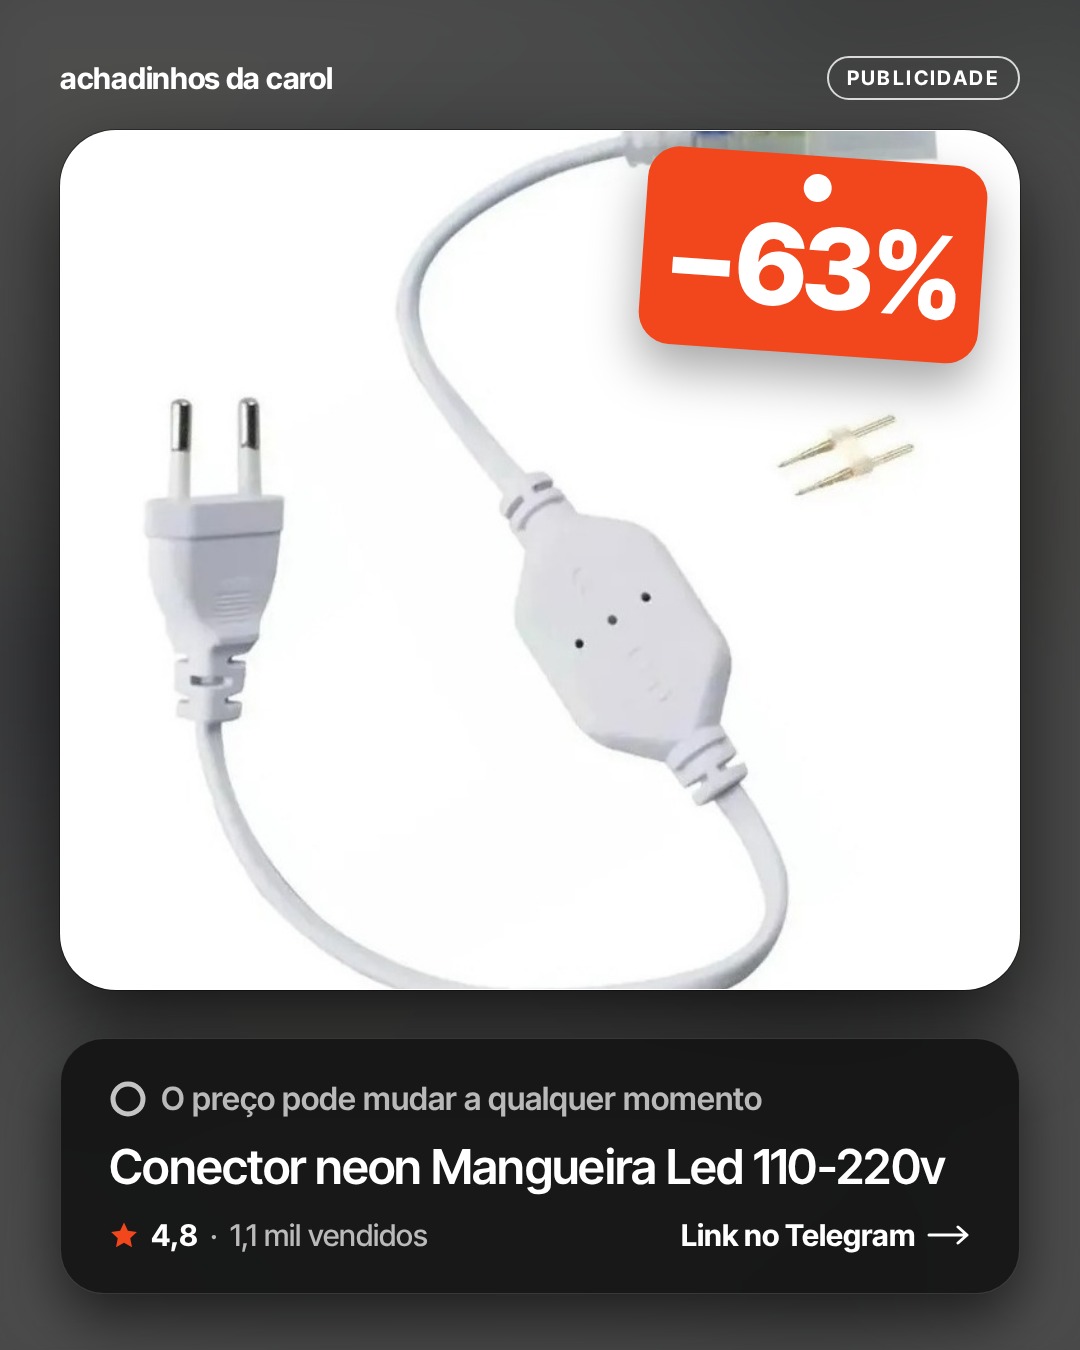 achadinhos da carol
PUBLICIDADE
−63%
O preço pode mudar a qualquer momento
Conector neon Mangueira Led 110-220v
4,8 · 1,1 mil vendidos
Link no Telegram →